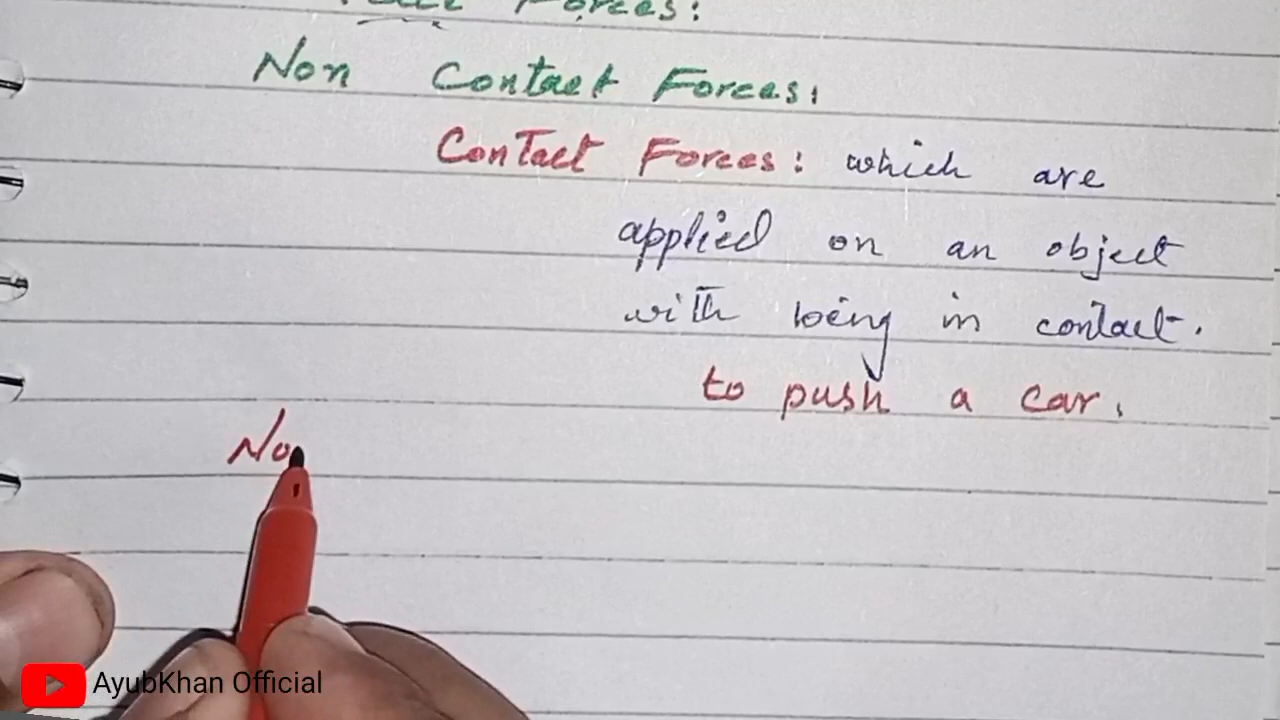 Forces:
Non Contact Forces:
Contact Forces: which are
applied on an object
with being in contact.
to push a car.
No
AyubKhan Official